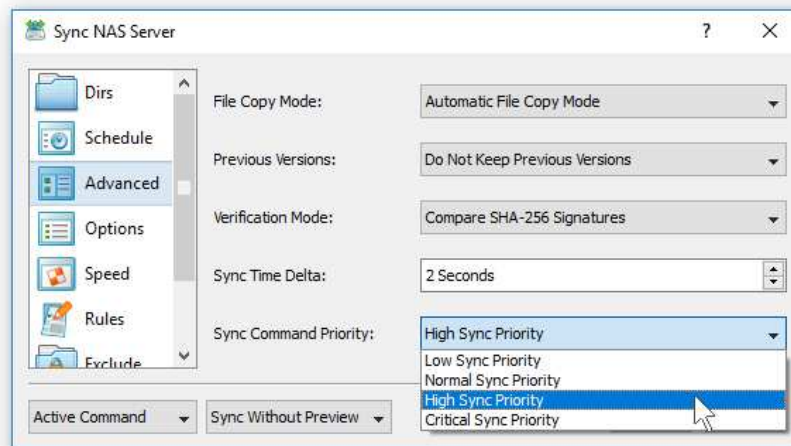 Sync NAS Server
?
Dirs
Schedule
Advanced
Options
Speed
Rules
Exclude
File Copy Mode:
Automatic File Copy Mode
Previous Versions:
Do Not Keep Previous Versions
Verification Mode:
Compare SHA-256 Signatures
Sync Time Delta:
2 Seconds
Sync Command Priority:
High Sync Priority
Low Sync Priority
Normal Sync Priority
High Sync Priority
Critical Sync Priority
Active Command
Sync Without Preview